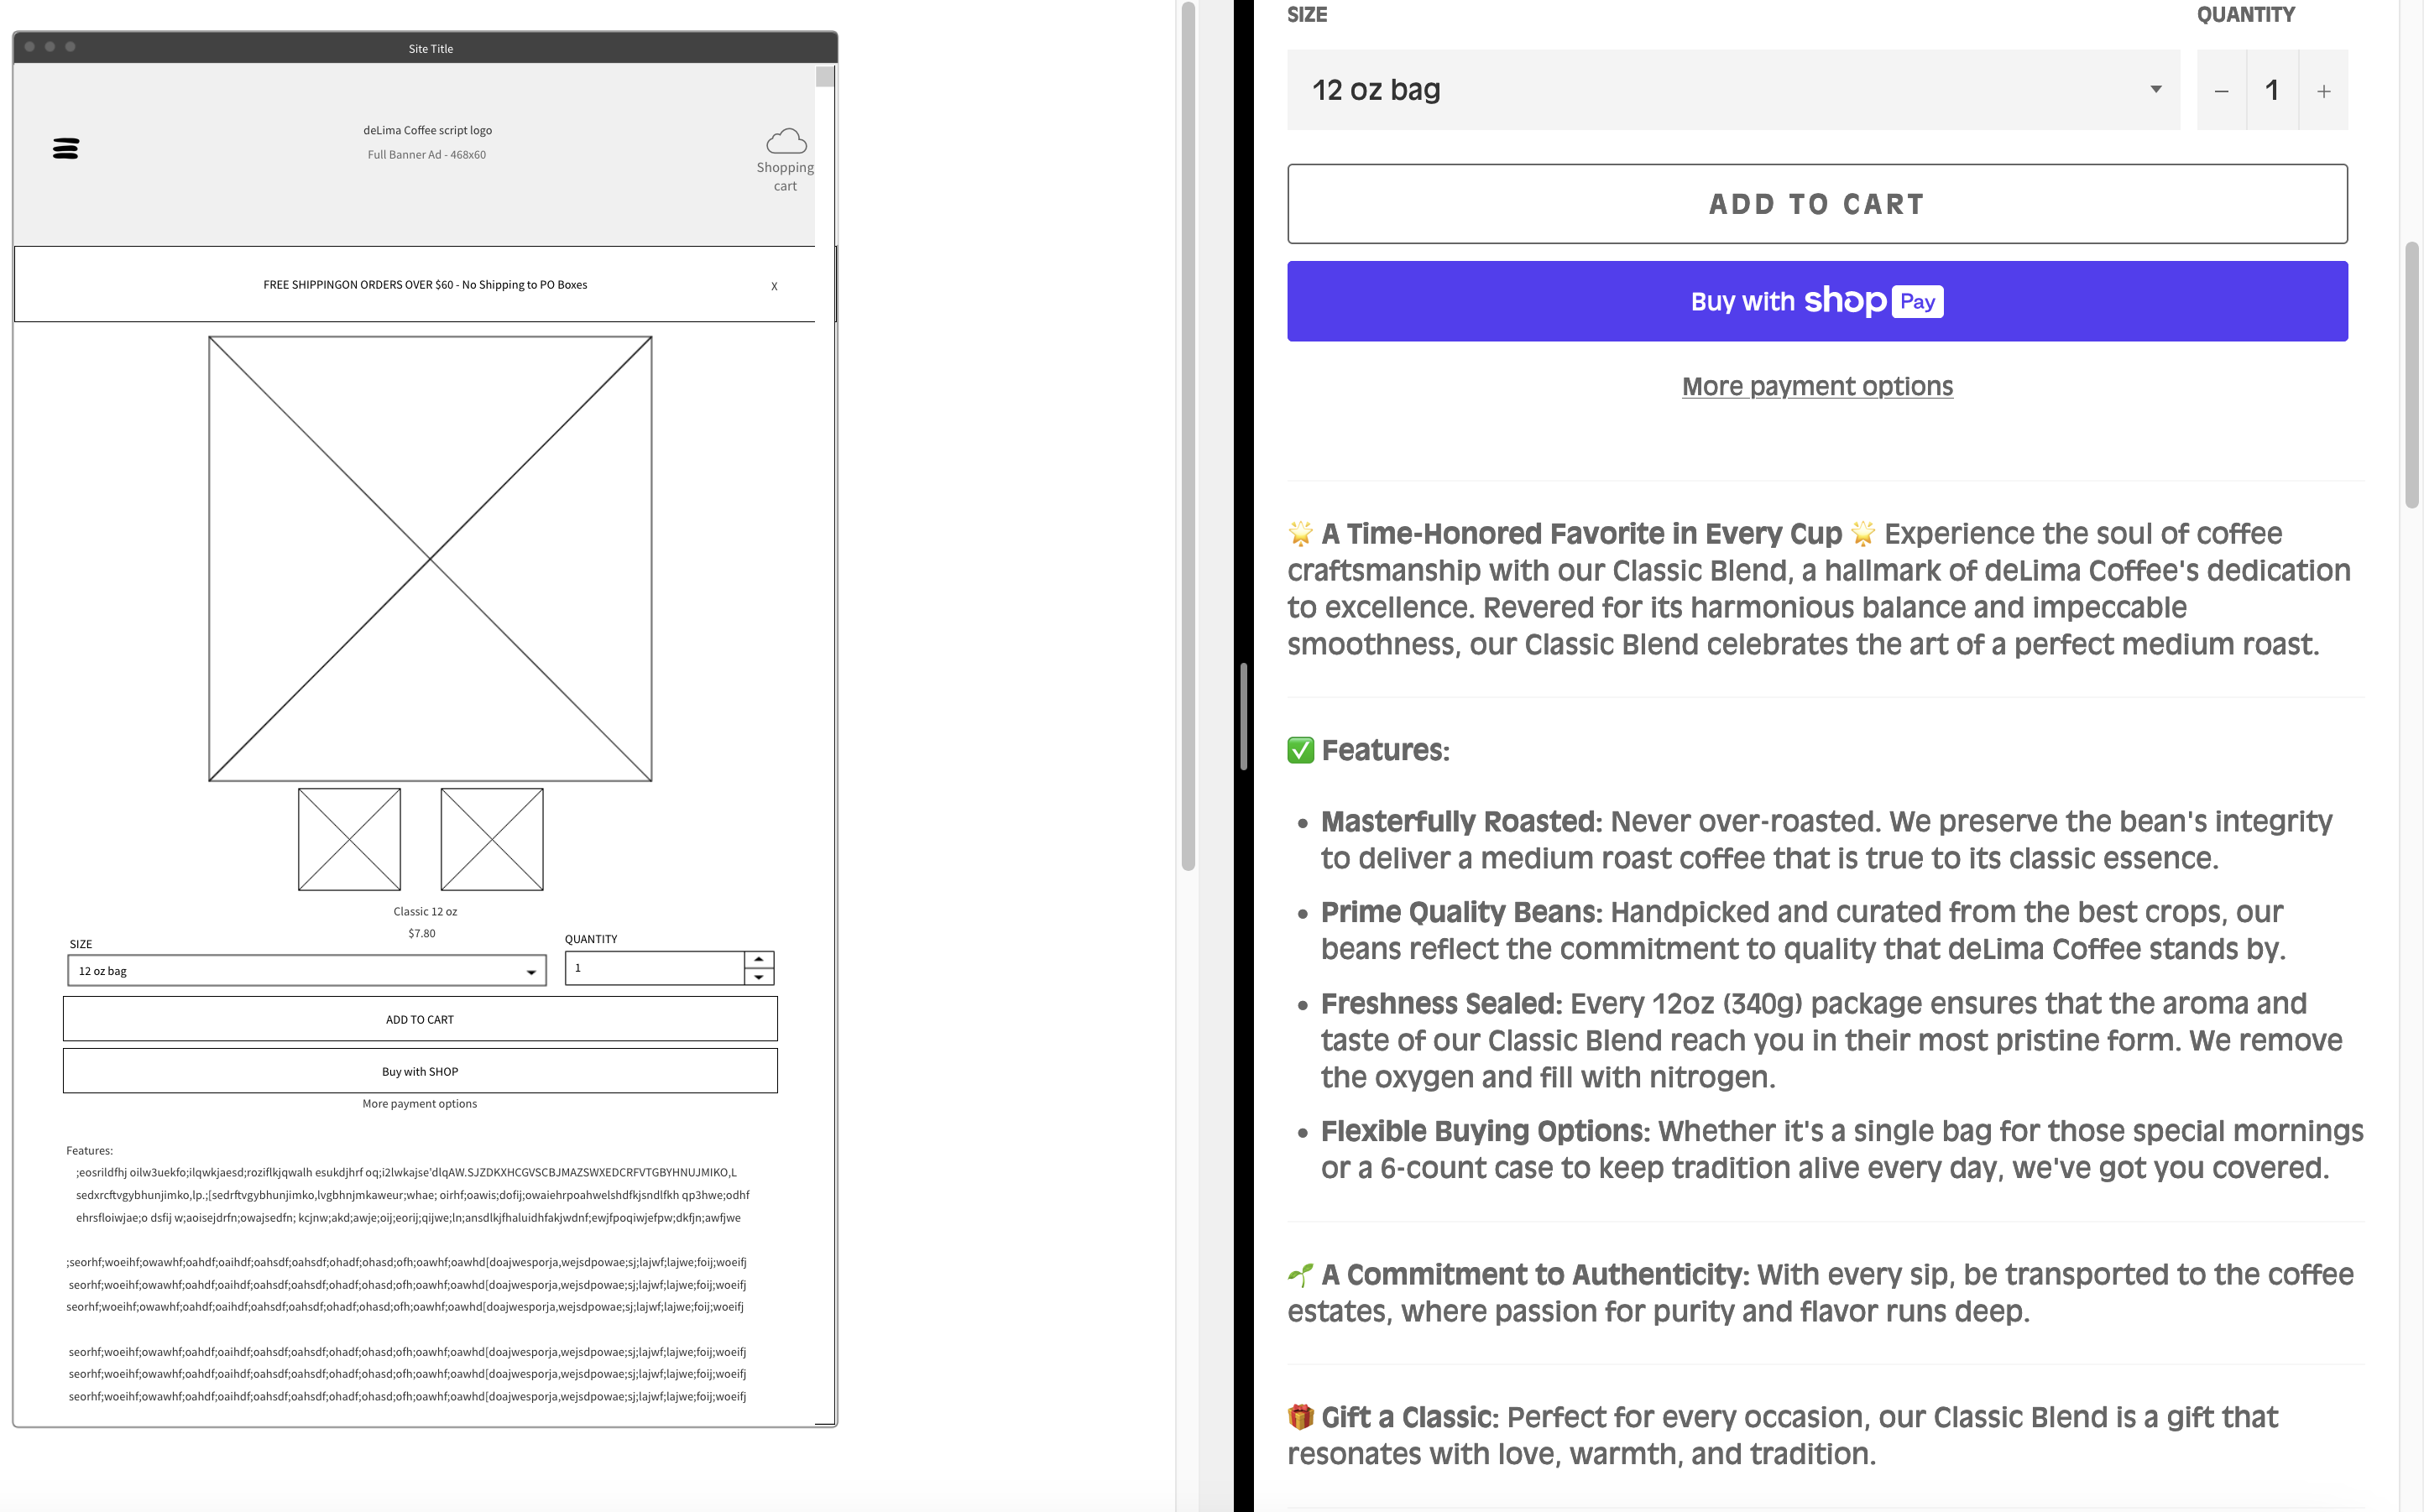 Site Title
deLima Coffee script logo
Full Banner Ad - 468x60
Shopping
cart
FREE SHIPPINGON ORDERS OVER $60 - No Shipping to PO Boxes
X
Classic 12 oz
$7.80
SIZE
QUANTITY
12 oz bag
1
ADD TO CART
Buy with SHOP
More payment options
Features:
;eosrildfhj oilw3uekfo;ilqwkjaesd;roziflkjqwalh esukdjhrf oq;i2lwkajse'dlqAW.SJZDKXHCGVSCBJMAZSWXEDCRFVTGBYHNUJMIKO,L
sedxrcftvgybhunjimko,lp.;[sedrftvgybhunjimko,lvgbhnjmkaweur;whae; oirhf;oawis;dofij;owaiehrpoahwelshdfkjsndlfkh qp3hwe;odhf
ehrsfloiwjae;o dsfij w;aoisejdrfn;owajsedfn; kcjnw;akd;awje;oij;eorij;qijwe;ln;ansdlkjfhaluidhfakjwdnf;ewjfpoqiwjefpw;dkfjn;awfjwe
;seorhf;woeihf;owawhf;oahdf;oaihdf;oahsdf;oahsdf;ohadf;ohasd;ofh;oawhf;oawhd[doajwesporja,wejsdpowae;sj;lajwf;lajwe;foij;woeifj
seorhf;woeihf;owawhf;oahdf;oaihdf;oahsdf;oahsdf;ohadf;ohasd;ofh;oawhf;oawhd[doajwesporja,wejsdpowae;sj;lajwf;lajwe;foij;woeifj
seorhf;woeihf;owawhf;oahdf;oaihdf;oahsdf;oahsdf;ohadf;ohasd;ofh;oawhf;oawhd[doajwesporja,wejsdpowae;sj;lajwf;lajwe;foij;woeifj
seorhf;woeihf;owawhf;oahdf;oaihdf;oahsdf;oahsdf;ohadf;ohasd;ofh;oawhf;oawhd[doajwesporja,wejsdpowae;sj;lajwf;lajwe;foij;woeifj
seorhf;woeihf;owawhf;oahdf;oaihdf;oahsdf;oahsdf;ohadf;ohasd;ofh;oawhf;oawhd[doajwesporja,wejsdpowae;sj;lajwf;lajwe;foij;woeifj
seorhf;woeihf;owawhf;oahdf;oaihdf;oahsdf;oahsdf;ohadf;ohasd;ofh;oawhf;oawhd[doajwesporja,wejsdpowae;sj;lajwf;lajwe;foij;woeifj
SIZE
QUANTITY
12 oz bag
− 1 +
ADD TO CART
Buy with shop Pay
More payment options
🌟 A Time-Honored Favorite in Every Cup 🌟 Experience the soul of coffee
craftsmanship with our Classic Blend, a hallmark of deLima Coffee's dedication
to excellence. Revered for its harmonious balance and impeccable
smoothness, our Classic Blend celebrates the art of a perfect medium roast.
✅ Features:
• Masterfully Roasted: Never over-roasted. We preserve the bean's integrity
to deliver a medium roast coffee that is true to its classic essence.
• Prime Quality Beans: Handpicked and curated from the best crops, our
beans reflect the commitment to quality that deLima Coffee stands by.
• Freshness Sealed: Every 12oz (340g) package ensures that the aroma and
taste of our Classic Blend reach you in their most pristine form. We remove
the oxygen and fill with nitrogen.
• Flexible Buying Options: Whether it's a single bag for those special mornings
or a 6-count case to keep tradition alive every day, we've got you covered.
🌱 A Commitment to Authenticity: With every sip, be transported to the coffee
estates, where passion for purity and flavor runs deep.
🎁 Gift a Classic: Perfect for every occasion, our Classic Blend is a gift that
resonates with love, warmth, and tradition.